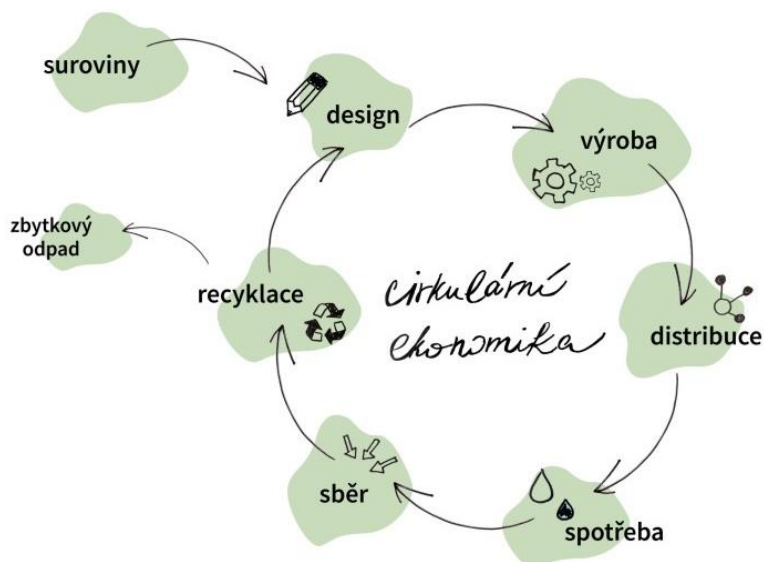 suroviny
design
výroba
zbytkový
odpad
recyklace
cirkulární
ekonomika
distribuce
sběr
spotřeba